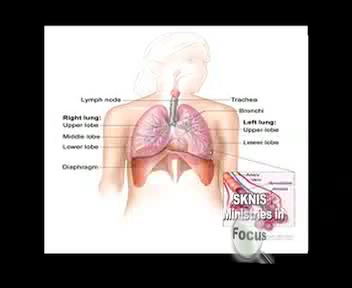 Lymph node
Trachea
Bronchi
Right lung:
Upper lobe
Middle lobe
Lower lobe
Left lung:
Upper lobe
Lower lobe
Diaphragm
SKNIS
Ministries in
Focus